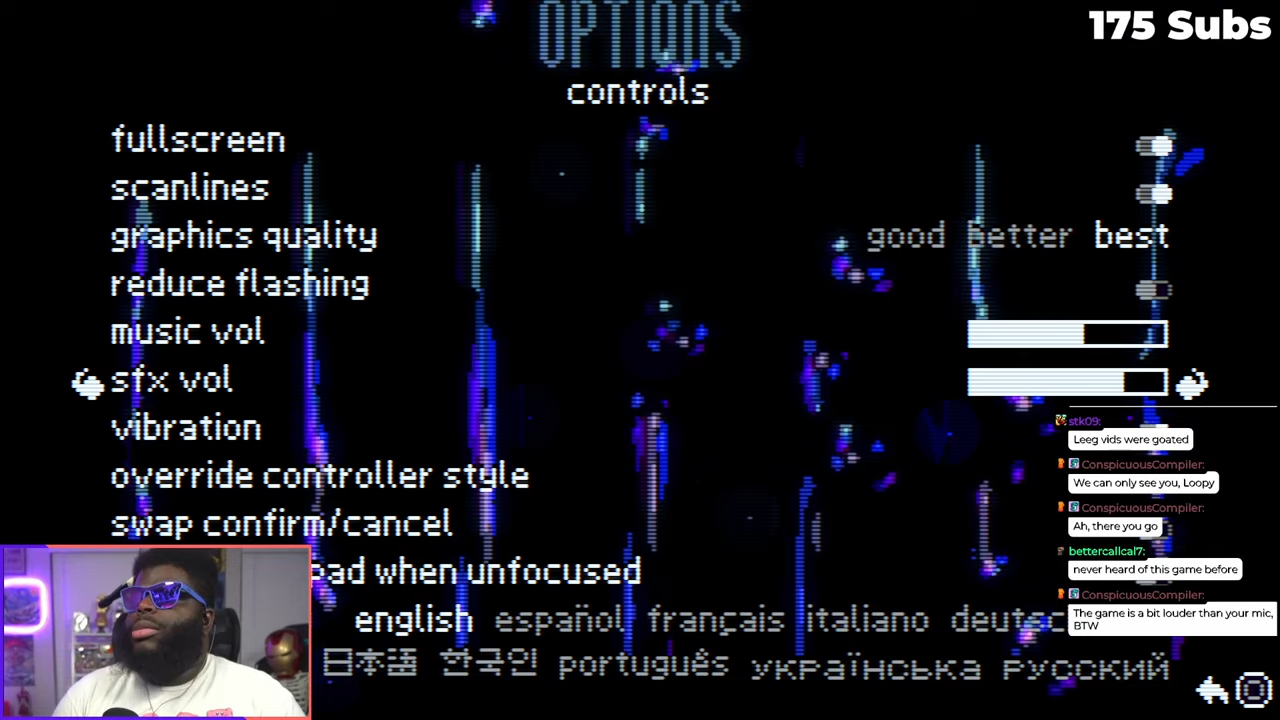 OPTIONS
175 Subs
controls
fullscreen
scanlines
graphics quality good better best
reduce flashing
music vol
sfx vol
vibration
override controller style
swap confirm/cancel
pad when unfocused
english español français italiano
日本語 한국인 português українська русский
stk09:
Leeg vids were goated
ConspicuousCompiler:
We can only see you, Loopy
ConspicuousCompiler:
Ah, there you go
bettercallcal7:
never heard of this game before
ConspicuousCompiler:
The game is a bit louder than your mic,
BTW